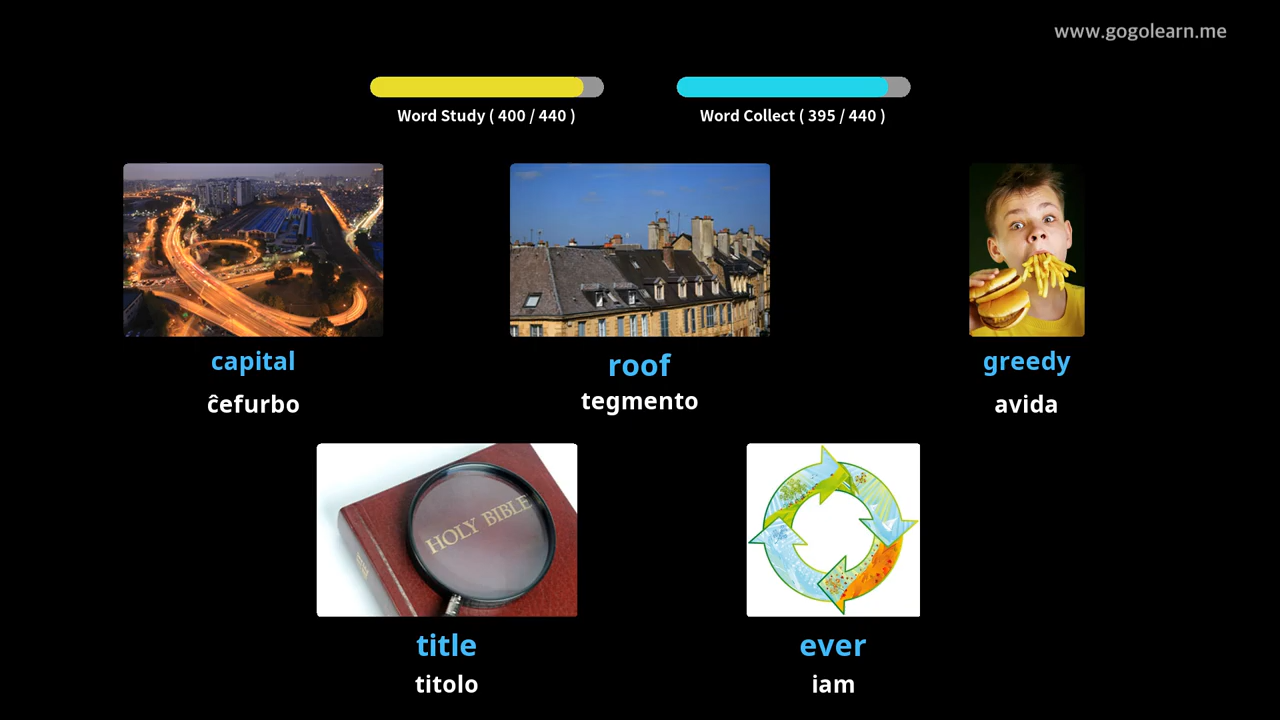 www.gogolearn.me
Word Study ( 400 / 440 )
Word Collect ( 395 / 440 )
capital
ĉefurbo
roof
tegmento
greedy
avida
HOLY BIBLE
title
titolo
ever
iam